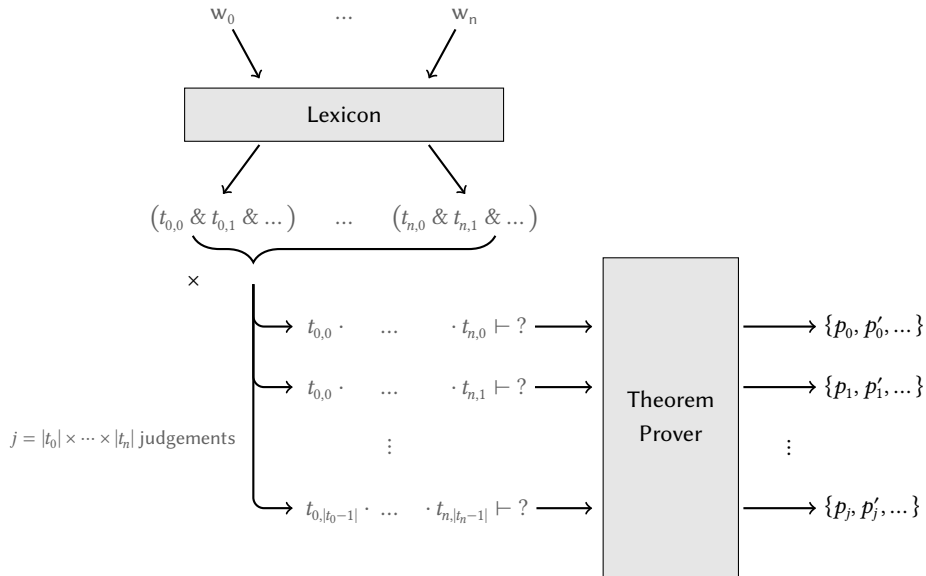 w₀ ... wₙ
Lexicon
(t₀,₀ & t₀,₁ & ...) ... (tₙ,₀ & tₙ,₁ & ...)
×
t₀,₀ · ... · tₙ,₀ ⊢ ? {p₀, p′₀, ...}
t₀,₀ · ... · tₙ,₁ ⊢ ? {p₁, p′₁, ...}
Theorem
Prover
j = |t₀| × ⋯ × |tₙ| judgements ⋮ ⋮
t₀,|t₀−1| · ... · tₙ,|tₙ−1| ⊢ ? {pⱼ, p′ⱼ, ...}